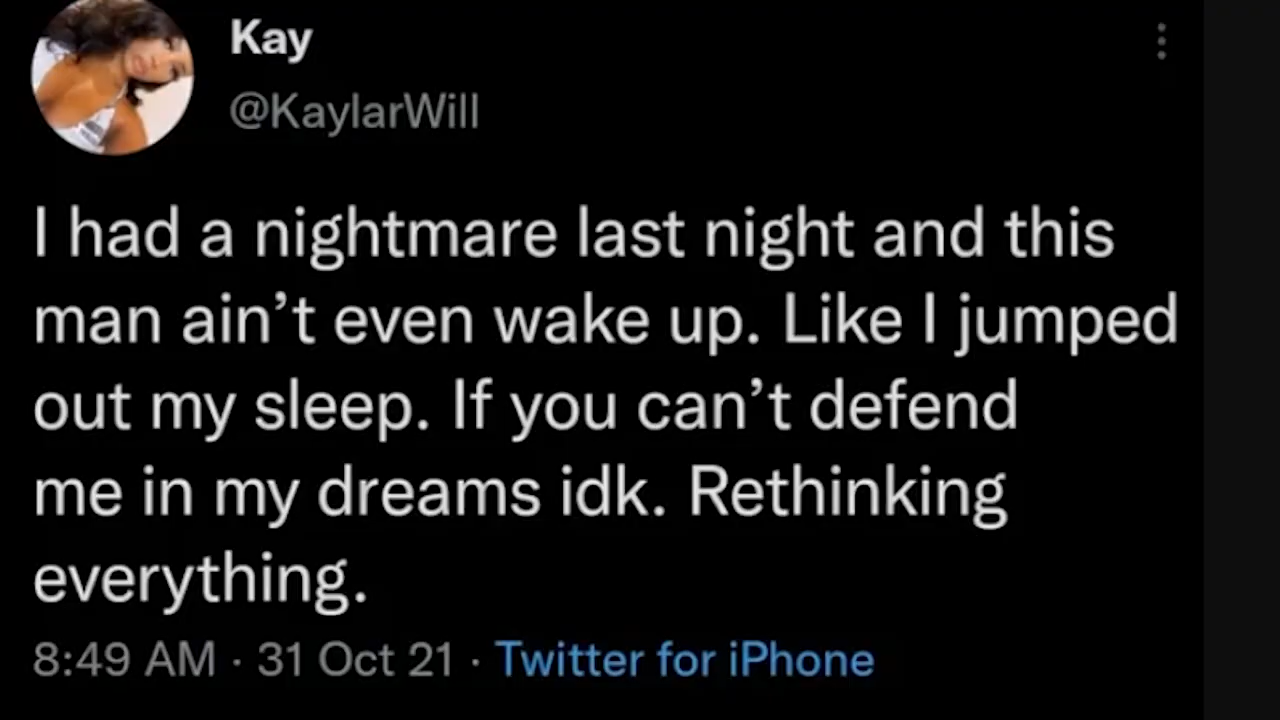 Kay
@KaylarWill
I had a nightmare last night and this
man ain’t even wake up. Like I jumped
out my sleep. If you can’t defend
me in my dreams idk. Rethinking
everything.
8:49 AM · 31 Oct 21 · Twitter for iPhone